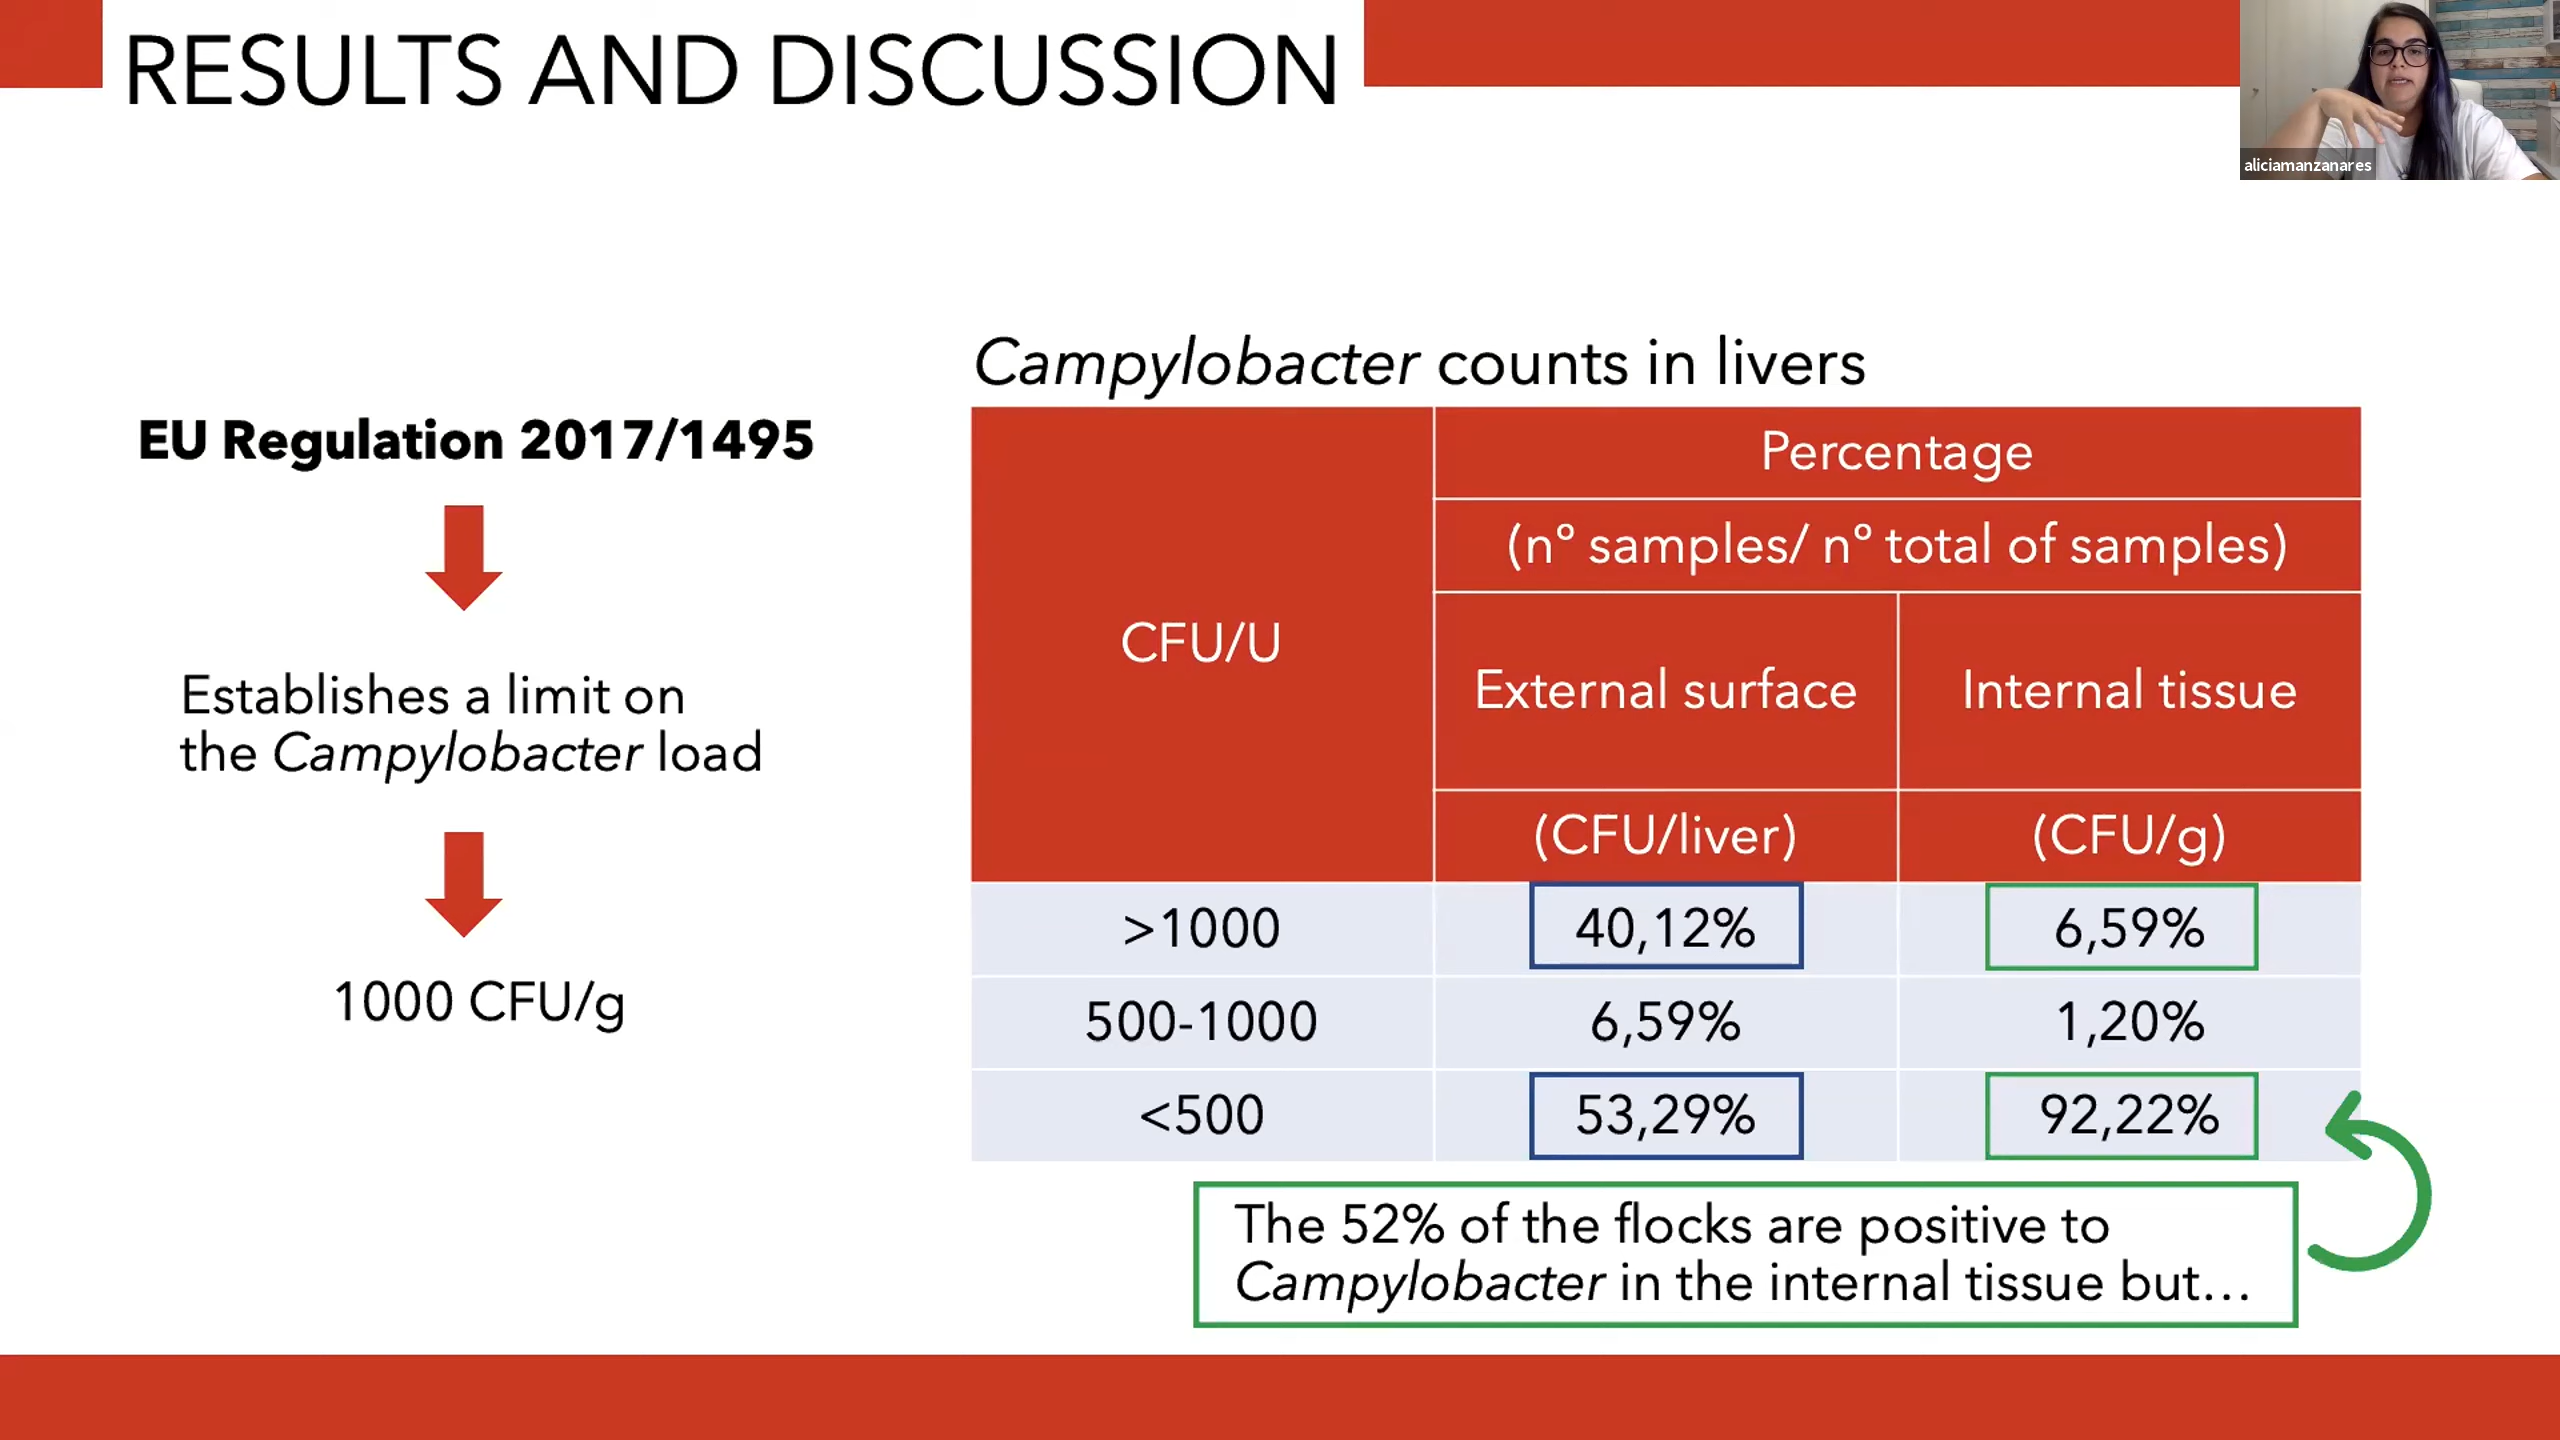 RESULTS AND DISCUSSION
aliciamanzanares
EU Regulation 2017/1495
Establishes a limit on
the Campylobacter load
1000 CFU/g
Campylobacter counts in livers
CFU/U
Percentage
(nº samples/ nº total of samples)
External surface
Internal tissue
(CFU/liver)
(CFU/g)
>1000
40,12%
6,59%
500-1000
6,59%
1,20%
<500
53,29%
92,22%
The 52% of the flocks are positive to
Campylobacter in the internal tissue but...